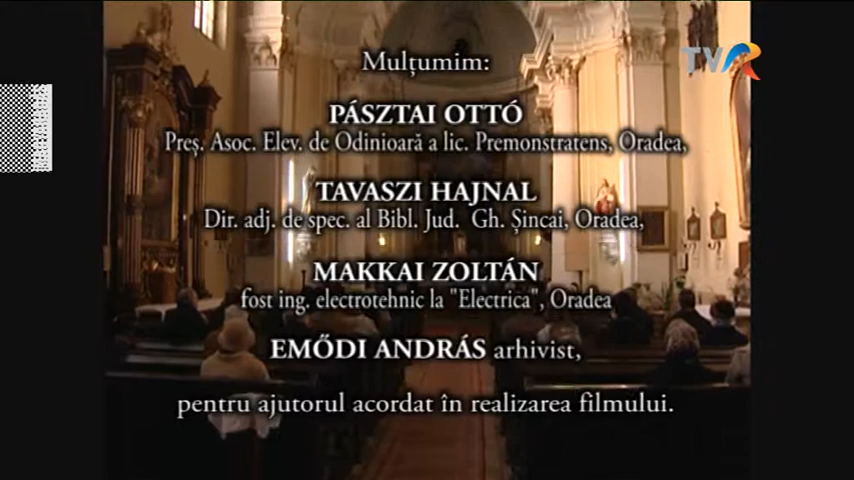 TVR
Mulțumim:
PÁSZTAI OTTÓ
Preș. Asoc. Elev. de Odinioară a lic. Premonstratens, Oradea,
TAVASZI HAJNAL
Dir. adj. de spec. al Bibl. Jud. Gh. Șincai, Oradea,
MAKKAI ZOLTÁN
fost ing. electrotehnic la "Electrica", Oradea
EMŐDI ANDRÁS arhivist,
pentru ajutorul acordat în realizarea filmului.